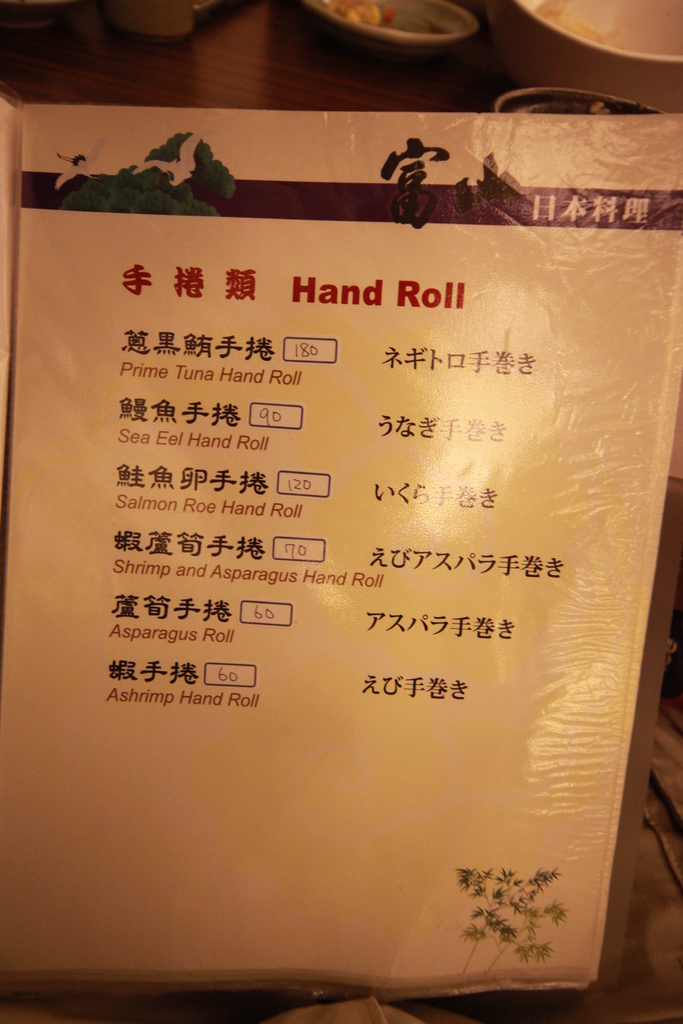 富山 日本料理
手捲類 Hand Roll
蔥黑鮪手捲 180 ネギトロ手巻き
Prime Tuna Hand Roll
鰻魚手捲 90 うなぎ手巻き
Sea Eel Hand Roll
鮭魚卵手捲 120 いくら手巻き
Salmon Roe Hand Roll
蝦蘆筍手捲 70 えびアスパラ手巻き
Shrimp and Asparagus Hand Roll
蘆筍手捲 60 アスパラ手巻き
Asparagus Roll
蝦手捲 60 えび手巻き
Ashrimp Hand Roll